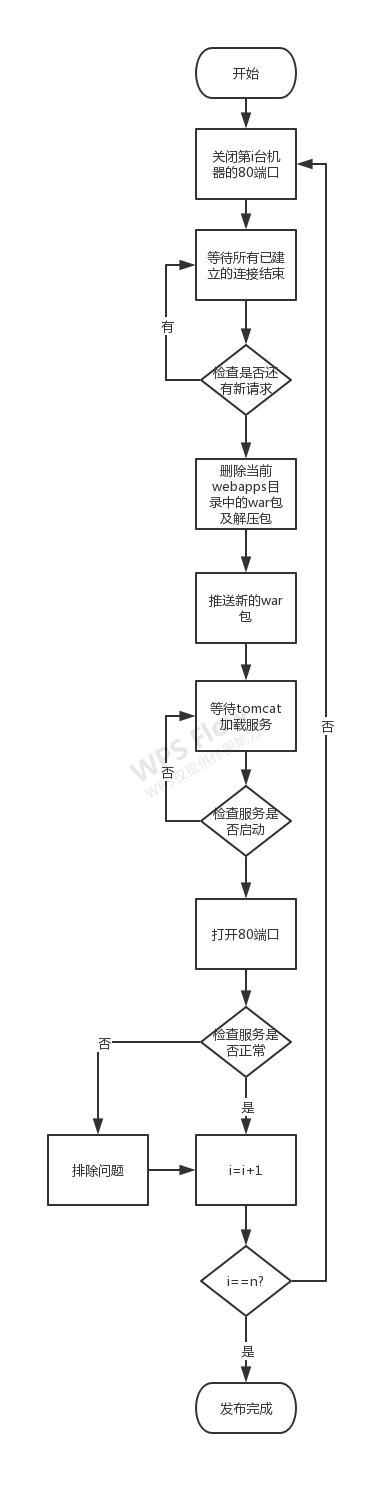 开始
关闭第i台机
器的80端口
等待所有已建
立的连接结束
有
检查是否还
有新请求
删除当前
webapps目
录中的war包
及解压包
推送新的war
包
等待tomcat
加载服务
否
否
检查服务是
否启动
打开80端口
检查服务是
否正常
否
是
排除问题
i=i+1
i==n?
是
发布完成